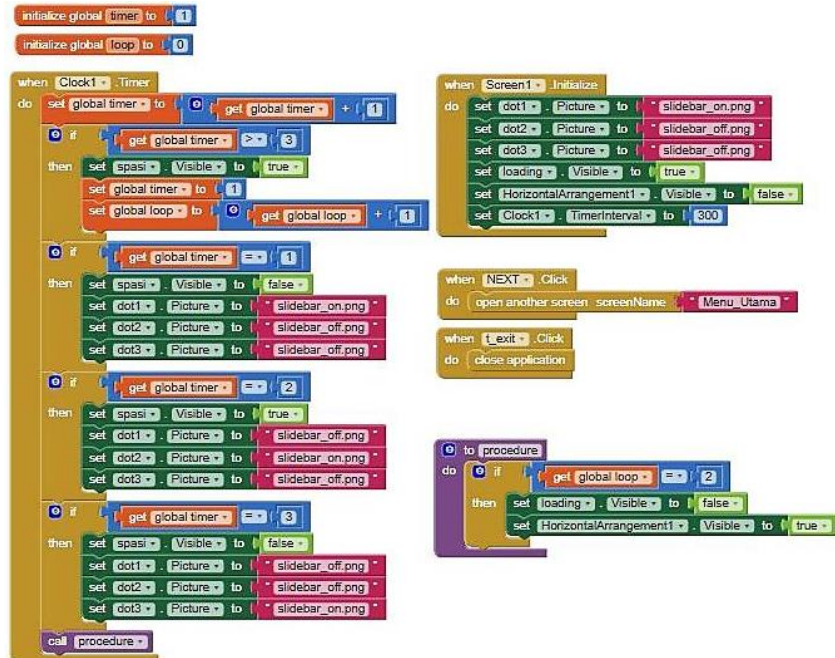 initialize global timer to 1
initialize global loop to 0
when Clock1 .Timer
do set global timer to get global timer + 1
if get global timer > 3
then set spasi . Visible to true
set global timer to 1
set global loop to get global loop + 1
if get global timer = 1
then set spasi . Visible to false
set dot1 . Picture to " slidebar_on.png "
set dot2 . Picture to " slidebar_off.png "
set dot3 . Picture to " slidebar_off.png "
if get global timer = 2
then set spasi . Visible to true
set dot1 . Picture to " slidebar_off.png "
set dot2 . Picture to " slidebar_on.png "
set dot3 . Picture to " slidebar_off.png "
if get global timer = 3
then set spasi . Visible to false
set dot1 . Picture to " slidebar_off.png "
set dot2 . Picture to " slidebar_off.png "
set dot3 . Picture to " slidebar_on.png "
call procedure
when Screen1 .Initialize
do set dot1 . Picture to " slidebar_on.png "
set dot2 . Picture to " slidebar_off.png "
set dot3 . Picture to " slidebar_off.png "
set loading . Visible to true
set HorizontalArrangement1 . Visible to false
set Clock1 . TimerInterval to 300
when NEXT .Click
do open another screen screenName " Menu_Utama "
when t_exit .Click
do close application
to procedure
do if get global loop = 2
then set loading . Visible to false
set HorizontalArrangement1 . Visible to true